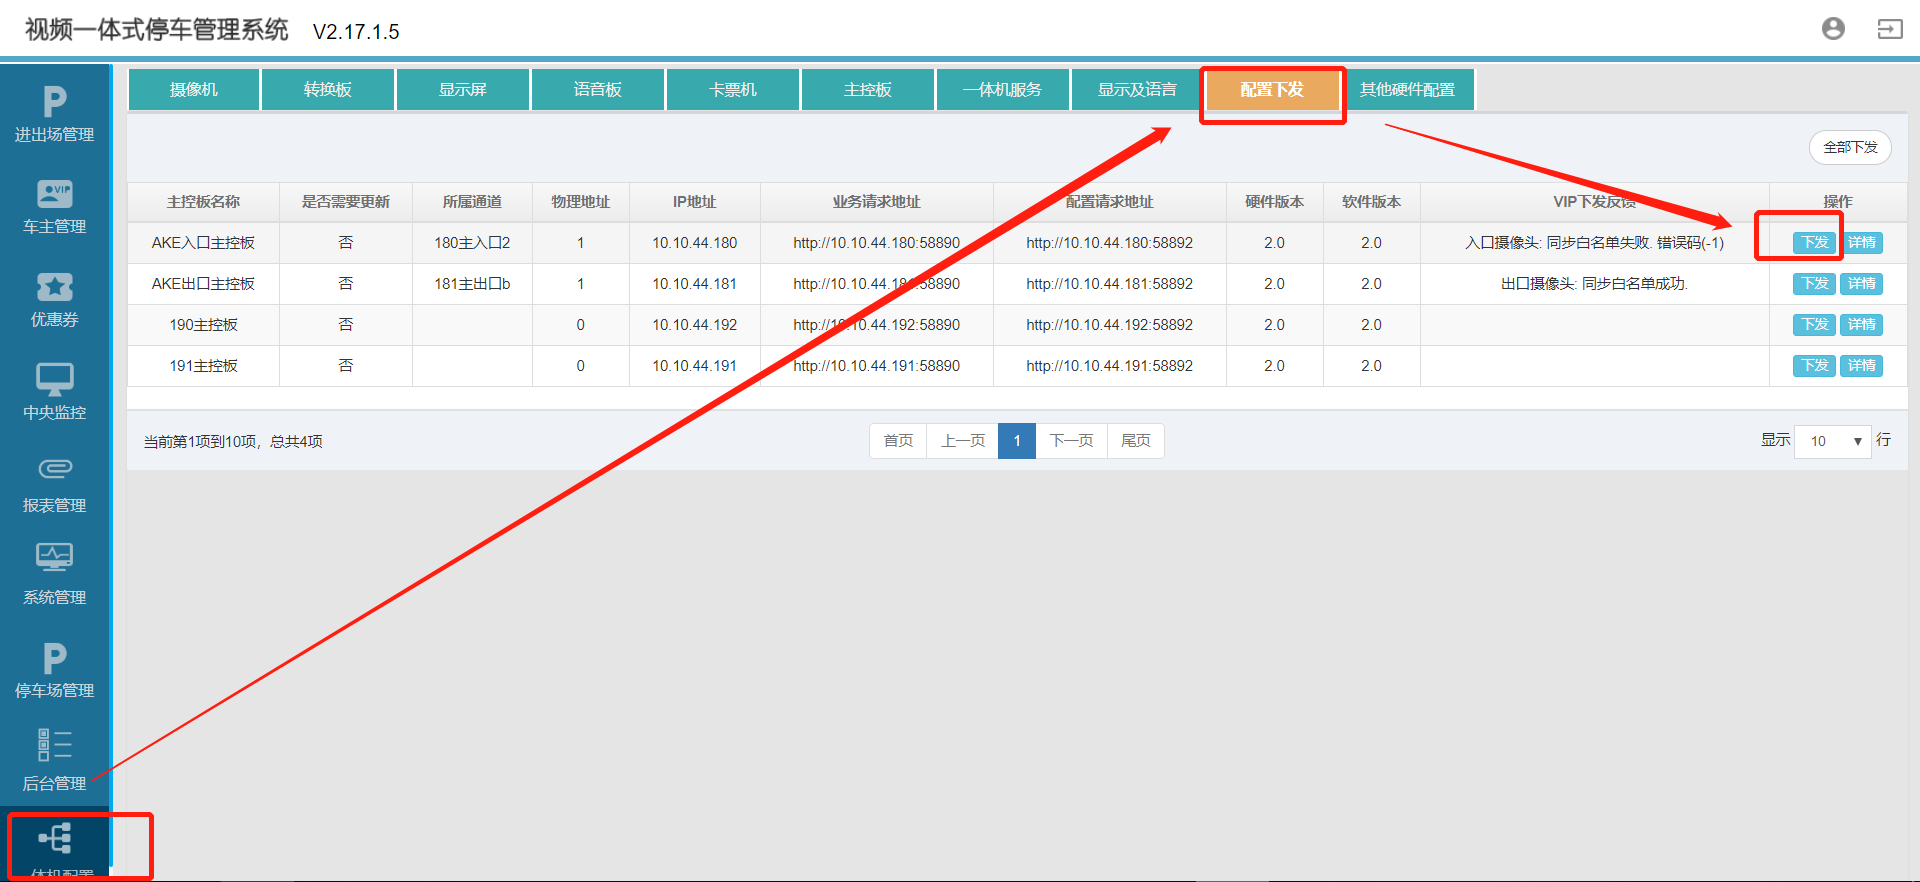 视频一体式停车管理系统 V2.17.1.5
摄像机 转换板 显示屏 语音板 卡票机 主控板 一体机服务 显示及语言 配置下发 其他硬件配置
进出场管理
车主管理
优惠券
中央监控
报表管理
系统管理
停车场管理
后台管理
体机配置
全部下发
主控板名称 是否需要更新 所属通道 物理地址 IP地址 业务请求地址 配置请求地址 硬件版本 软件版本 VIP下发反馈 操作
AKE入口主控板 否 180主入口2 1 10.10.44.180 http://10.10.44.180:58890 http://10.10.44.180:58892 2.0 2.0 入口摄像头: 同步白名单失败. 错误码(-1) 下发 详情
AKE出口主控板 否 181主出口b 1 10.10.44.181 http://10.10.44.181:58890 http://10.10.44.181:58892 2.0 2.0 出口摄像头: 同步白名单成功. 下发 详情
190主控板 否 0 10.10.44.192 http://10.10.44.192:58890 http://10.10.44.192:58892 2.0 2.0 下发 详情
191主控板 否 0 10.10.44.191 http://10.10.44.191:58890 http://10.10.44.191:58892 2.0 2.0 下发 详情
当前第1项到10项，总共4项 首页 上一页 1 下一页 尾页 显示 10 行